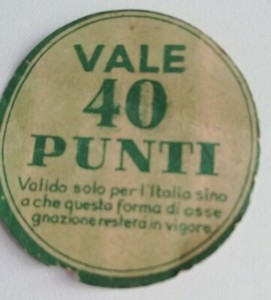 VALE
40
PUNTI
Valido solo per l'Italia sino
a che questa forma di asse
gnazione resterà in vigore